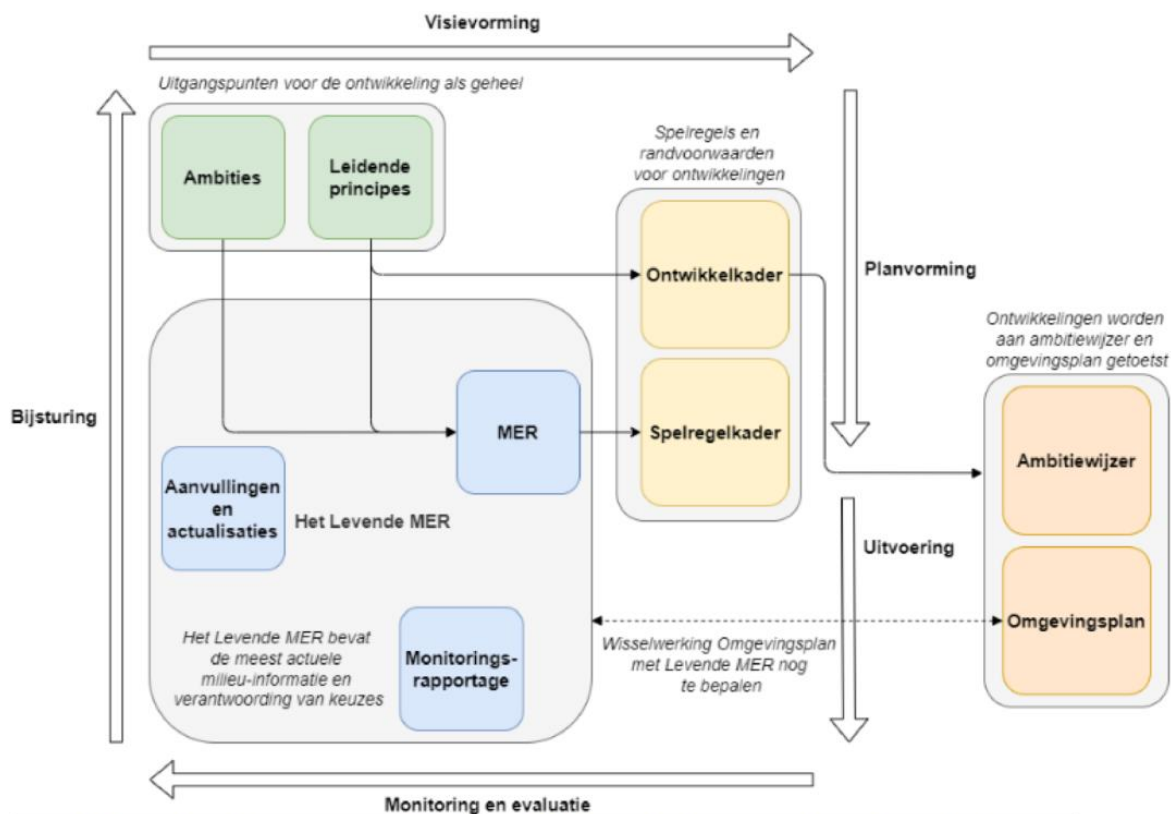 Visievorming
Uitgangspunten voor de ontwikkeling als geheel
Ambities
Leidende
principes
Spelregels en
randvoorwaarden
voor ontwikkelingen
Ontwikkelkader
Planvorming
Ontwikkelingen worden
aan ambitiewijzer en
omgevingsplan getoetst
Bijsturing
MER
Spelregelkader
Ambitiewijzer
Aanvullingen
en
actualisaties
Het Levende MER
Uitvoering
Omgevingsplan
Het Levende MER bevat
de meest actuele
milieu-informatie en
verantwoording van keuzes
Monitorings-
rapportage
Wisselwerking Omgevingsplan
met Levende MER nog
te bepalen
Monitoring en evaluatie